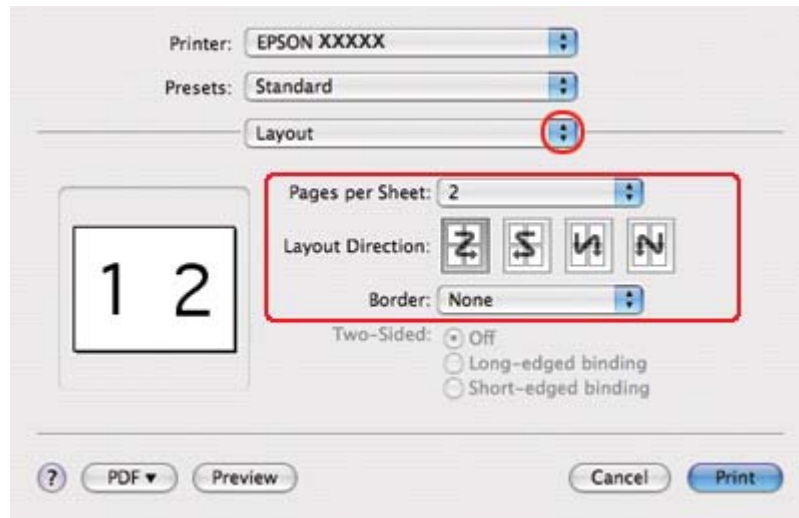 Printer: EPSON XXXXX
Presets: Standard
Layout
Pages per Sheet: 2
Layout Direction:
Border: None
Two-Sided: Off
Long-edged binding
Short-edged binding
1 2
? PDF ▼ Preview Cancel Print